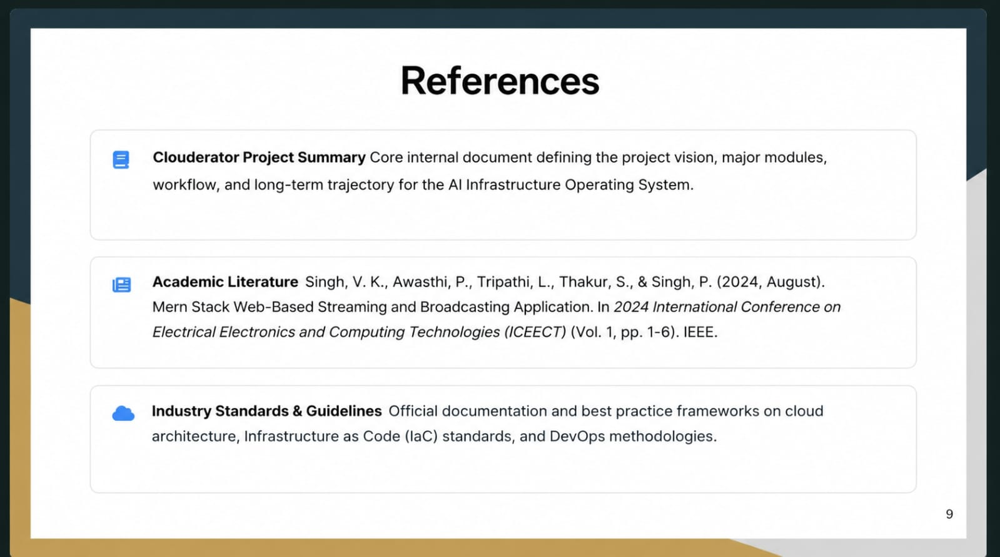 References
Clouderator Project Summary Core internal document defining the project vision, major modules,
workflow, and long-term trajectory for the AI Infrastructure Operating System.
Academic Literature Singh, V. K., Awasthi, P., Tripathi, L., Thakur, S., & Singh, P. (2024, August).
Mern Stack Web-Based Streaming and Broadcasting Application. In 2024 International Conference on
Electrical Electronics and Computing Technologies (ICEECT) (Vol. 1, pp. 1-6). IEEE.
Industry Standards & Guidelines Official documentation and best practice frameworks on cloud
architecture, Infrastructure as Code (IaC) standards, and DevOps methodologies.
9